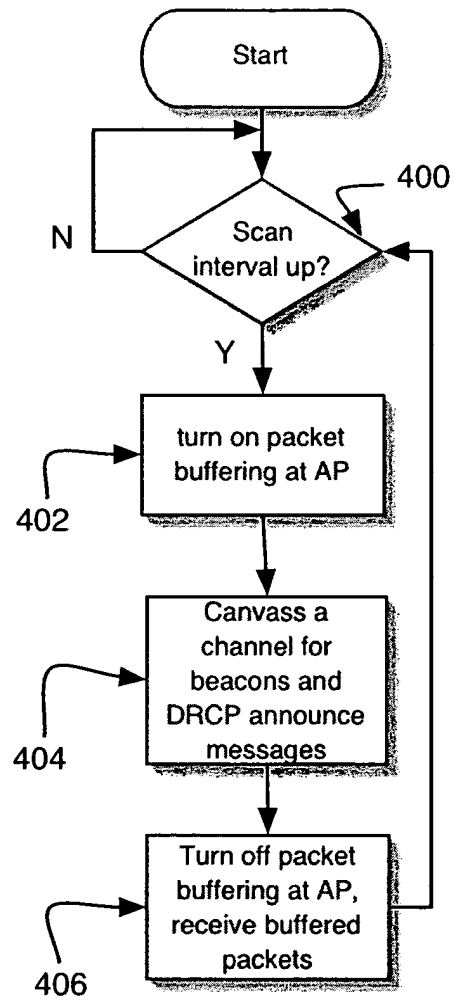 Start
400
Scan
interval up?
N
Y
turn on packet
buffering at AP
402
Canvass a
channel for
beacons and
DRCP announce
messages
404
Turn off packet
buffering at AP,
receive buffered
packets
406